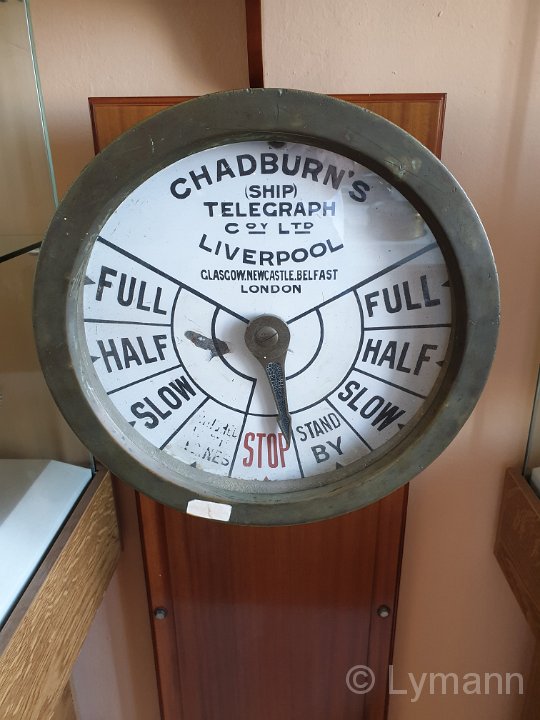 CHADBURN'S
(SHIP)
TELEGRAPH
COY LTD
LIVERPOOL
GLASGOW.NEWCASTLE.BELFAST
LONDON
FULL
HALF
SLOW
STOP
STAND
BY
SLOW
HALF
FULL
© Lymann